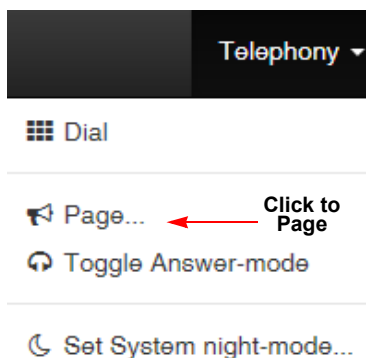 Telephony
Dial
Page...
Click to
Page
Toggle Answer-mode
Set System night-mode...